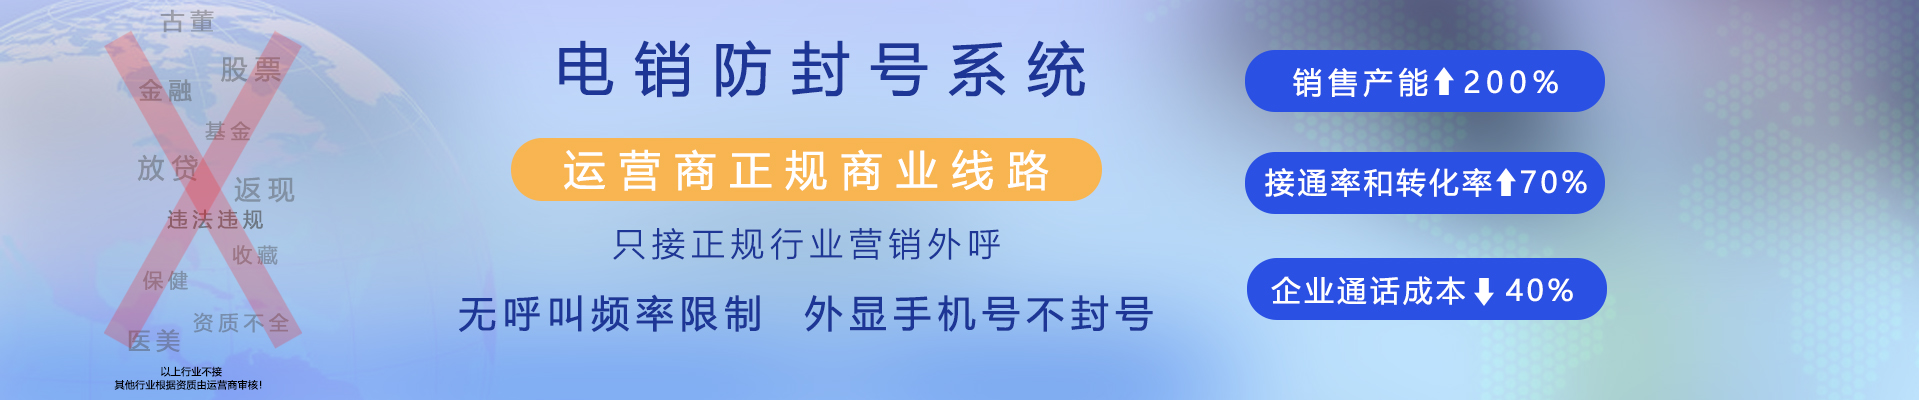 古董
股票
金融
基金
放贷
返现
违法违规
收藏
保健
资质不全
医美
以上行业不接
其他行业根据资质由运营商审核!
电销防封号系统
运营商正规商业线路
只接正规行业营销外呼
无呼叫频率限制 外显手机号不封号
销售产能⬆200%
接通率和转化率⬆70%
企业通话成本⬇40%